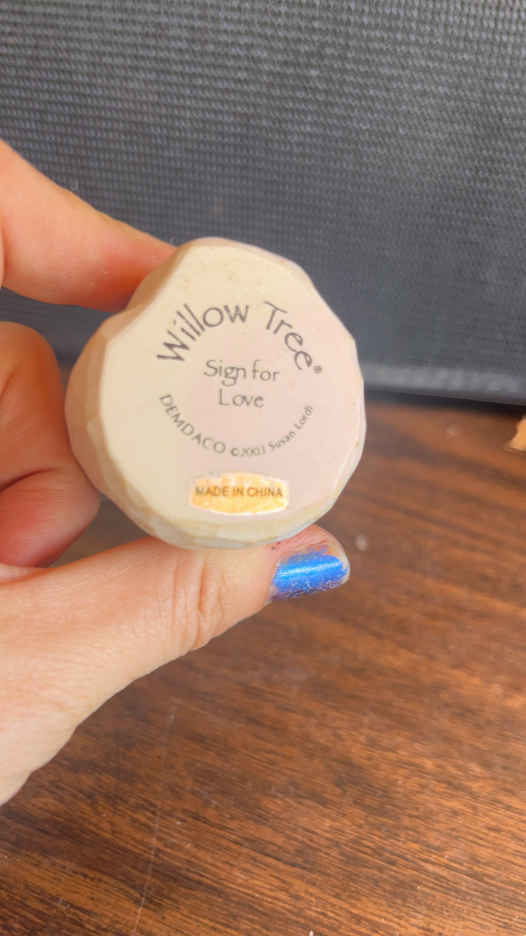 Willow Tree®
Sign for
Love
DEMDACO ©2003 Susan Lordi
MADE IN CHINA